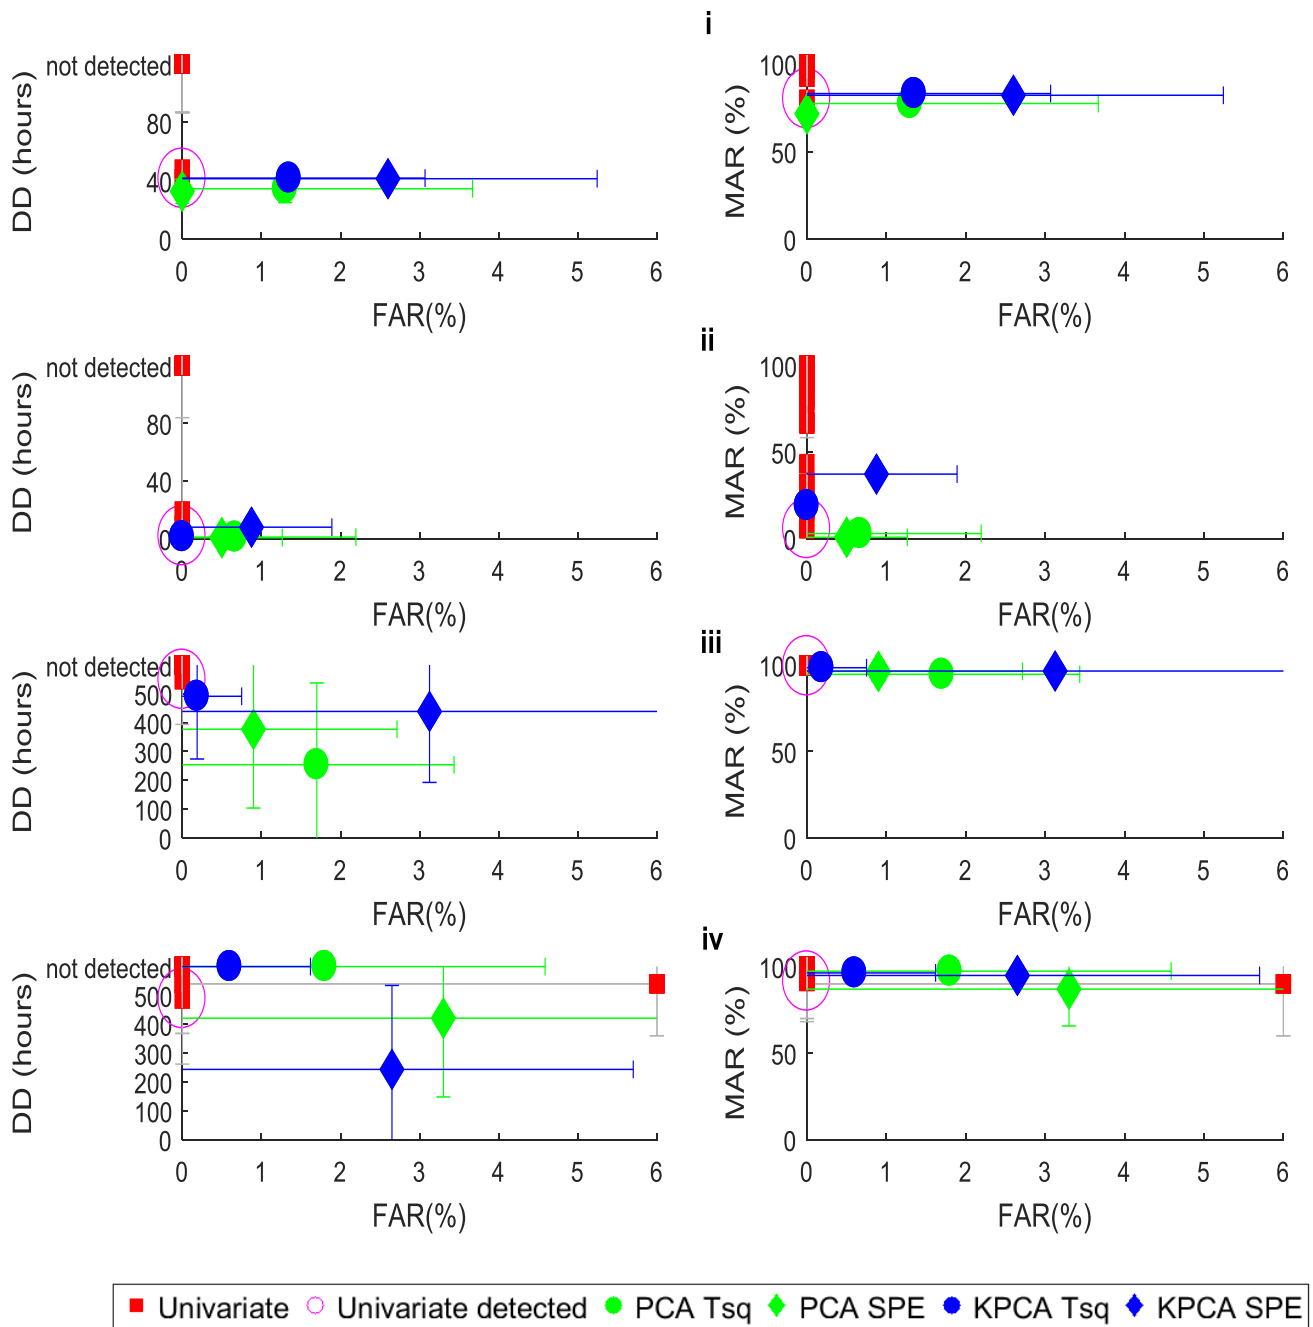 i
not detected
80
40
0
DD (hours)
0 1 2 3 4 5 6
FAR(%)
100
50
0
MAR (%)
0 1 2 3 4 5 6
FAR(%)
ii
not detected
80
40
0
DD (hours)
0 1 2 3 4 5 6
FAR(%)
100
50
0
MAR (%)
0 1 2 3 4 5 6
FAR(%)
iii
not detected
500
400
300
200
100
0
DD (hours)
0 1 2 3 4 5 6
FAR(%)
100
50
0
MAR (%)
0 1 2 3 4 5 6
FAR(%)
iv
not detected
500
400
300
200
100
0
DD (hours)
0 1 2 3 4 5 6
FAR(%)
100
50
0
MAR (%)
0 1 2 3 4 5 6
FAR(%)
Univariate Univariate detected PCA Tsq PCA SPE KPCA Tsq KPCA SPE